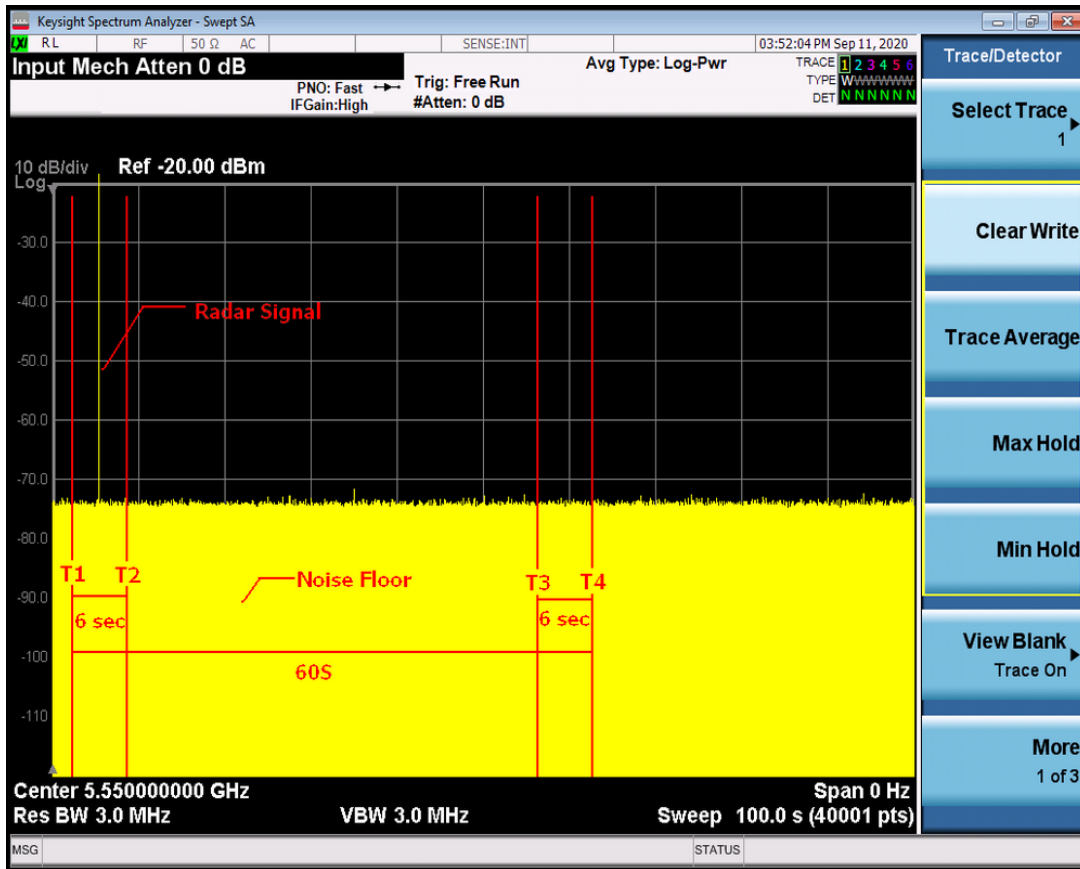 Keysight Spectrum Analyzer - Swept SA
LXI RL RF 50 Ω AC SENSE:INT 03:52:04 PM Sep 11, 2020
Input Mech Atten 0 dB
PNO: Fast
IFGain:High
Trig: Free Run
#Atten: 0 dB
Avg Type: Log-Pwr
TRACE 1 2 3 4 5 6
TYPE WWWWWW
DET N N N N N N
10 dB/div Ref -20.00 dBm
Log
-30.0
-40.0
Radar Signal
-50.0
-60.0
-70.0
-80.0
T1 T2 Noise Floor T3 T4
-90.0
6 sec 6 sec
-100
60S
-110
Center 5.550000000 GHz Span 0 Hz
Res BW 3.0 MHz VBW 3.0 MHz Sweep 100.0 s (40001 pts)
MSG STATUS
Trace/Detector
Select Trace
1
Clear Write
Trace Average
Max Hold
Min Hold
View Blank
Trace On
More
1 of 3